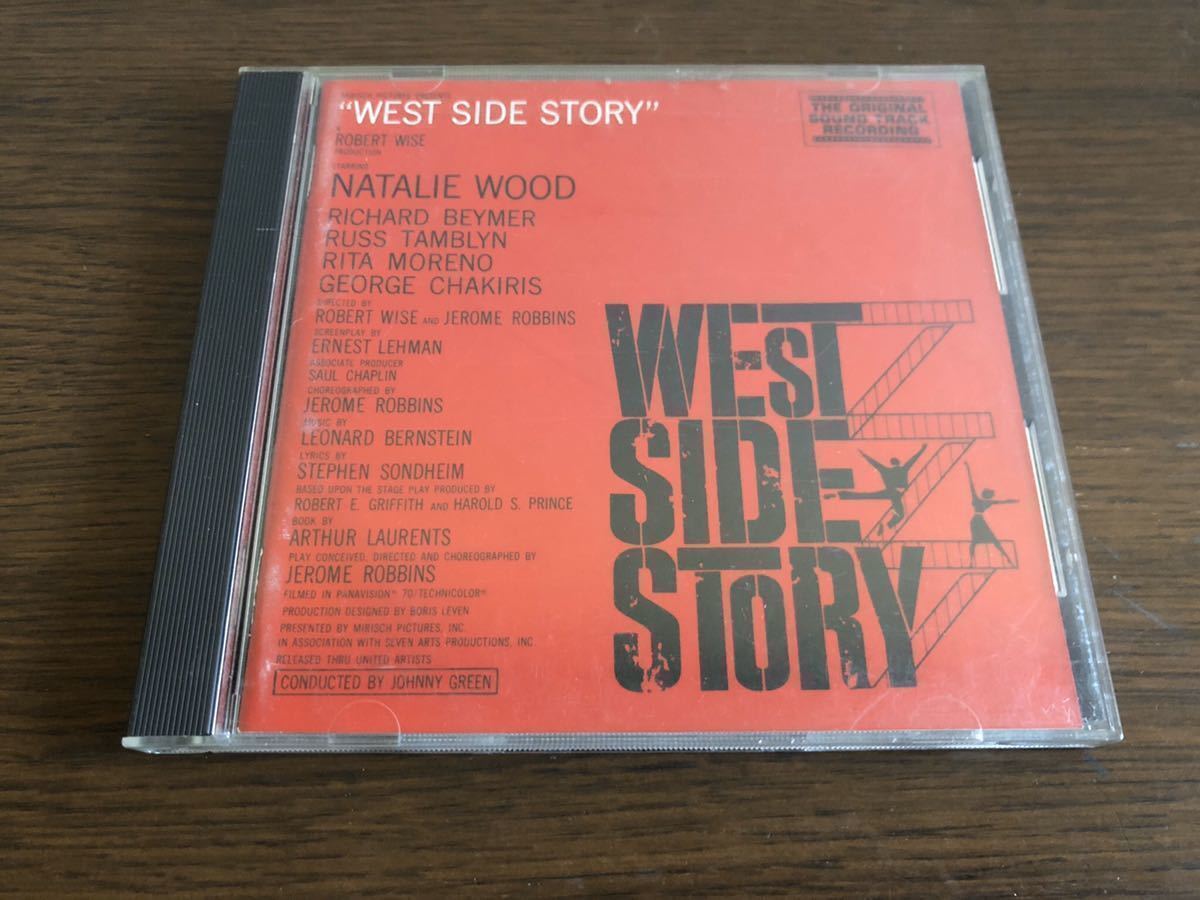 MIRISCH PICTURES PRESENTS
"WEST SIDE STORY"
A
ROBERT WISE
PRODUCTION
STARRING
NATALIE WOOD
RICHARD BEYMER
RUSS TAMBLYN
RITA MORENO
GEORGE CHAKIRIS
DIRECTED BY
ROBERT WISE AND JEROME ROBBINS
SCREENPLAY BY
ERNEST LEHMAN
ASSOCIATE PRODUCER
SAUL CHAPLIN
CHOREOGRAPHED BY
JEROME ROBBINS
MUSIC BY
LEONARD BERNSTEIN
LYRICS BY
STEPHEN SONDHEIM
BASED UPON THE STAGE PLAY PRODUCED BY
ROBERT E. GRIFFITH AND HAROLD S. PRINCE
BOOK BY
ARTHUR LAURENTS
PLAY CONCEIVED, DIRECTED AND CHOREOGRAPHED BY
JEROME ROBBINS
FILMED IN PANAVISION® 70/TECHNICOLOR®
PRODUCTION DESIGNED BY BORIS LEVEN
PRESENTED BY MIRISCH PICTURES, INC.
IN ASSOCIATION WITH SEVEN ARTS PRODUCTIONS, INC.
RELEASED THRU UNITED ARTISTS
CONDUCTED BY JOHNNY GREEN
THE ORIGINAL
SOUND TRACK
RECORDING
WEST
SIDE
STORY